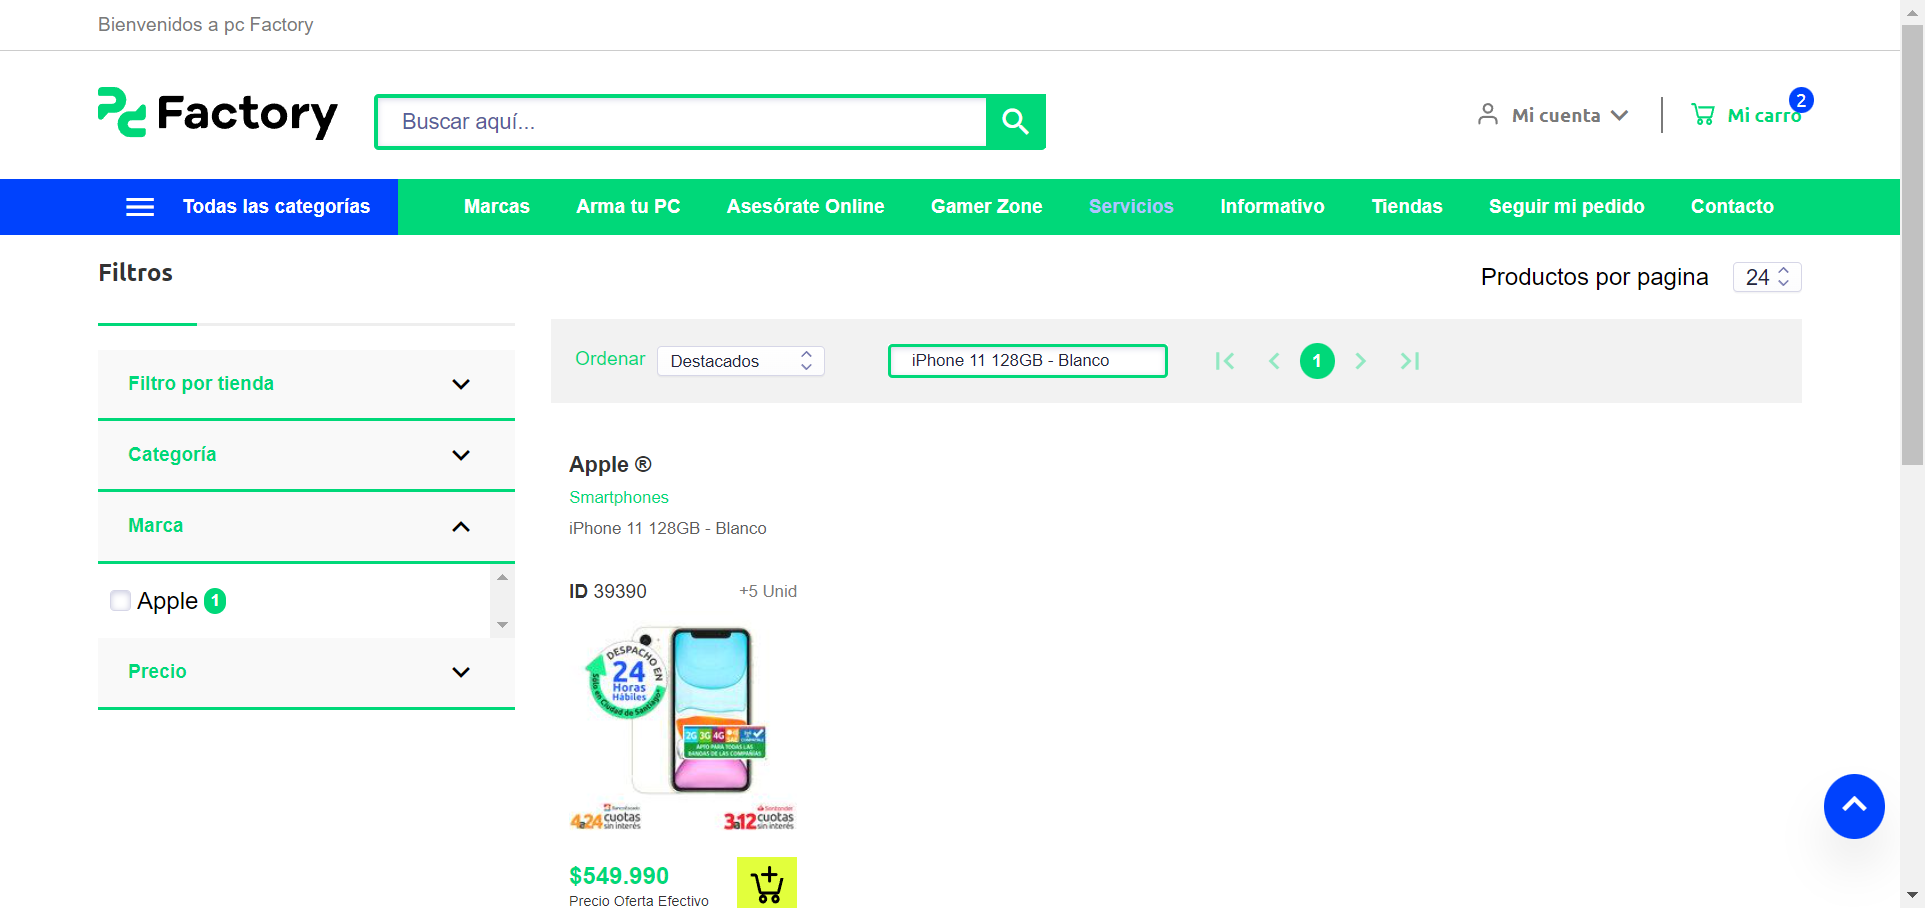 Bienvenidos a pc Factory
pc Factory
Buscar aquí...
Mi cuenta
Mi carro
2
Todas las categorías
Marcas
Arma tu PC
Asesórate Online
Gamer Zone
Servicios
Informativo
Tiendas
Seguir mi pedido
Contacto
Filtros
Productos por pagina
24
Ordenar
Destacados
iPhone 11 128GB - Blanco
1
Filtro por tienda
Categoría
Marca
Apple 1
Precio
Apple ®
Smartphones
iPhone 11 128GB - Blanco
ID 39390
+5 Unid
DESPACHO EN
24
Horas
Hábiles
Sólo en Ciudad de Santiago
2G 3G 4G
APTO PARA TODAS LAS
BANDAS DE LAS COMPAÑÍAS
4a24 cuotas
sin interés
Santander
3a12 cuotas
sin interés
$549.990
Precio Oferta Efectivo